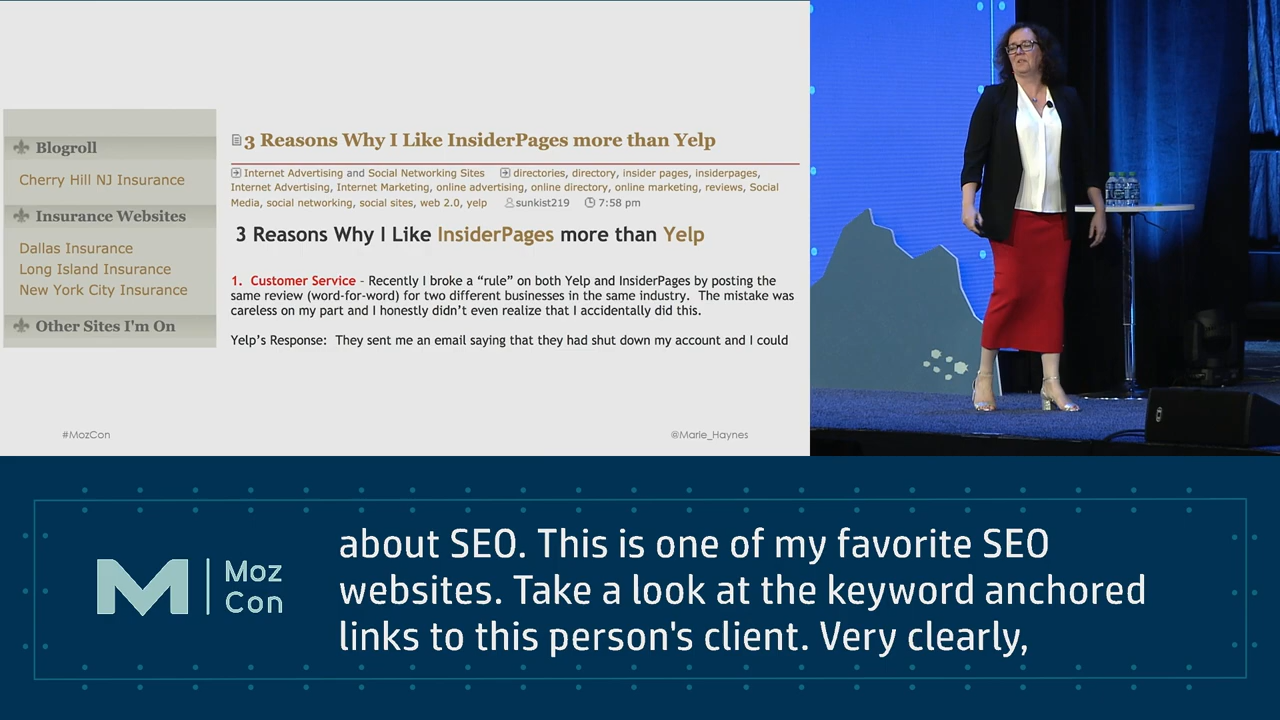 Blogroll
Cherry Hill NJ Insurance
Insurance Websites
Dallas Insurance
Long Island Insurance
New York City Insurance
Other Sites I'm On
3 Reasons Why I Like InsiderPages more than Yelp
Internet Advertising and Social Networking Sites directories, directory, insider pages, insiderpages,
Internet Advertising, Internet Marketing, online advertising, online directory, online marketing, reviews, Social
Media, social networking, social sites, web 2.0, yelp sunkist219 7:58 pm
3 Reasons Why I Like InsiderPages more than Yelp
1. Customer Service - Recently I broke a “rule” on both Yelp and InsiderPages by posting the
same review (word-for-word) for two different businesses in the same industry. The mistake was
careless on my part and I honestly didn’t even realize that I accidentally did this.
Yelp’s Response: They sent me an email saying that they had shut down my account and I could
#MozCon
@Marie_Haynes
M Moz
Con
about SEO. This is one of my favorite SEO
websites. Take a look at the keyword anchored
links to this person's client. Very clearly,